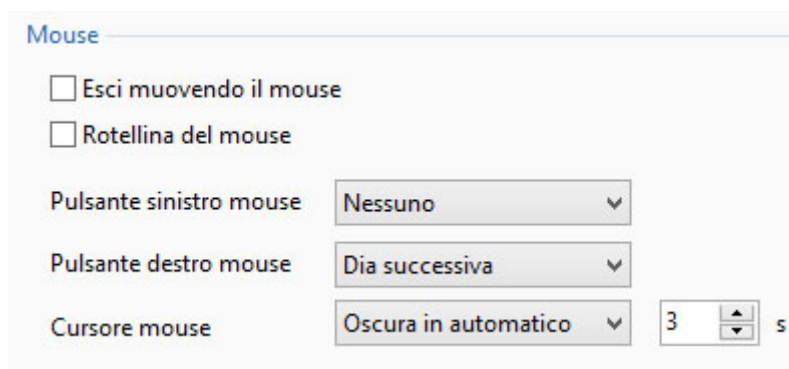 Mouse
Esci muovendo il mouse
Rotellina del mouse
Pulsante sinistro mouse Nessuno
Pulsante destro mouse Dia successiva
Cursore mouse Oscura in automatico 3 s